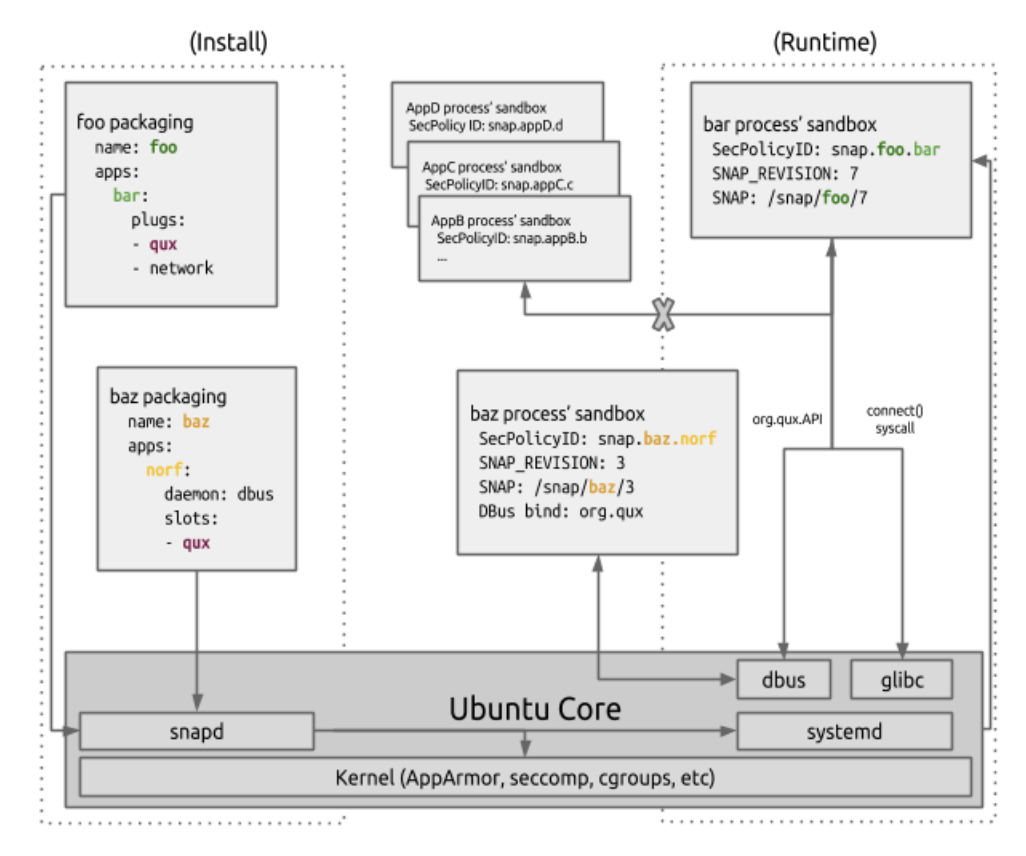 (Install)
(Runtime)
foo packaging
name: foo
apps:
bar:
plugs:
- qux
- network
AppD process' sandbox
SecPolicy ID: snap.appD.d
AppC process' sandbox
SecPolicyID: snap.appC.c
AppB process' sandbox
SecPolicyID: snap.appB.b
...
bar process' sandbox
SecPolicyID: snap.foo.bar
SNAP_REVISION: 7
SNAP: /snap/foo/7
baz packaging
name: baz
apps:
norf:
daemon: dbus
slots:
- qux
baz process' sandbox
SecPolicyID: snap.baz.norf
SNAP_REVISION: 3
SNAP: /snap/baz/3
DBus bind: org.qux
org.qux.API
connect()
syscall
dbus
glibc
Ubuntu Core
snapd
systemd
Kernel (AppArmor, seccomp, cgroups, etc)